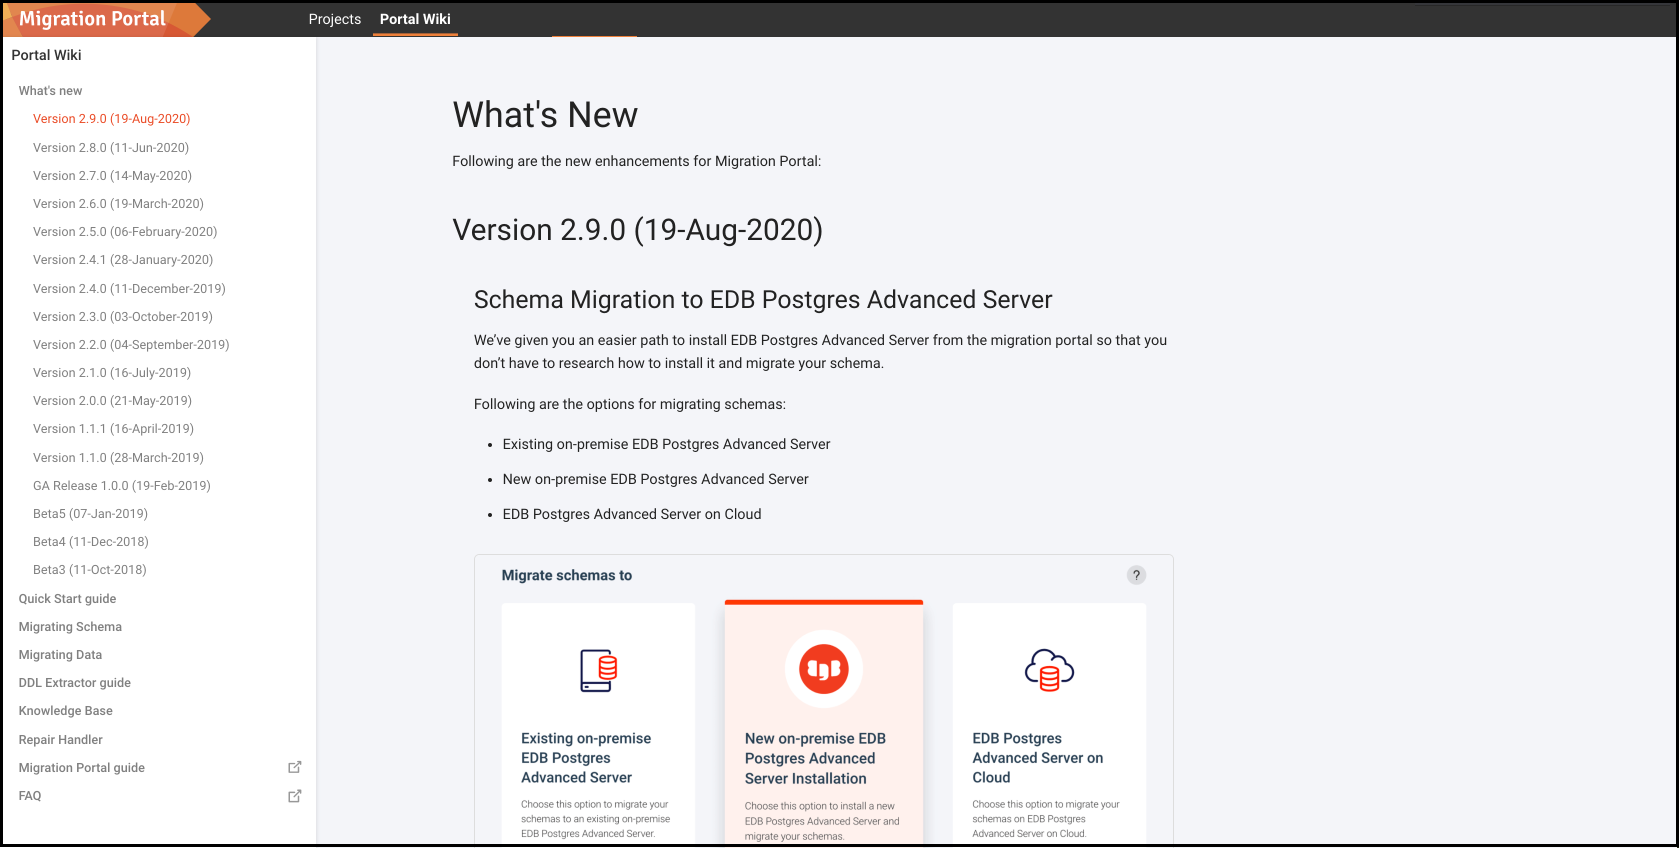 Migration Portal
Projects
Portal Wiki
Portal Wiki
What's new
Version 2.9.0 (19-Aug-2020)
Version 2.8.0 (11-Jun-2020)
Version 2.7.0 (14-May-2020)
Version 2.6.0 (19-March-2020)
Version 2.5.0 (06-February-2020)
Version 2.4.1 (28-January-2020)
Version 2.4.0 (11-December-2019)
Version 2.3.0 (03-October-2019)
Version 2.2.0 (04-September-2019)
Version 2.1.0 (16-July-2019)
Version 2.0.0 (21-May-2019)
Version 1.1.1 (16-April-2019)
Version 1.1.0 (28-March-2019)
GA Release 1.0.0 (19-Feb-2019)
Beta5 (07-Jan-2019)
Beta4 (11-Dec-2018)
Beta3 (11-Oct-2018)
Quick Start guide
Migrating Schema
Migrating Data
DDL Extractor guide
Knowledge Base
Repair Handler
Migration Portal guide
FAQ
What's New
Following are the new enhancements for Migration Portal:
Version 2.9.0 (19-Aug-2020)
Schema Migration to EDB Postgres Advanced Server
We’ve given you an easier path to install EDB Postgres Advanced Server from the migration portal so that you
don’t have to research how to install it and migrate your schema.
Following are the options for migrating schemas:
• Existing on-premise EDB Postgres Advanced Server
• New on-premise EDB Postgres Advanced Server
• EDB Postgres Advanced Server on Cloud
Migrate schemas to
?
Existing on-premise
EDB Postgres
Advanced Server
Choose this option to migrate your
schemas to an existing on-premise
EDB Postgres Advanced Server.
New on-premise EDB
Postgres Advanced
Server Installation
Choose this option to install a new
EDB Postgres Advanced Server and
migrate your schemas.
EDB Postgres
Advanced Server on
Cloud
Choose this option to migrate your
schemas on EDB Postgres
Advanced Server on Cloud.